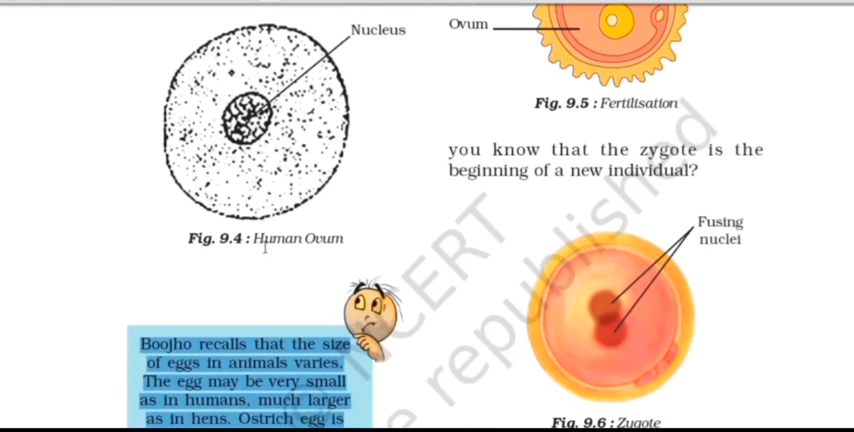 Nucleus
Fig. 9.4 : Human Ovum
Boojho recalls that the size
of eggs in animals varies.
The egg may be very small
as in humans, much larger
as in hens. Ostrich egg is
Ovum
Fig. 9.5 : Fertilisation
you know that the zygote is the
beginning of a new individual?
Fusing
nuclei
Fig. 9.6 : Zygote
NCERT
e republished